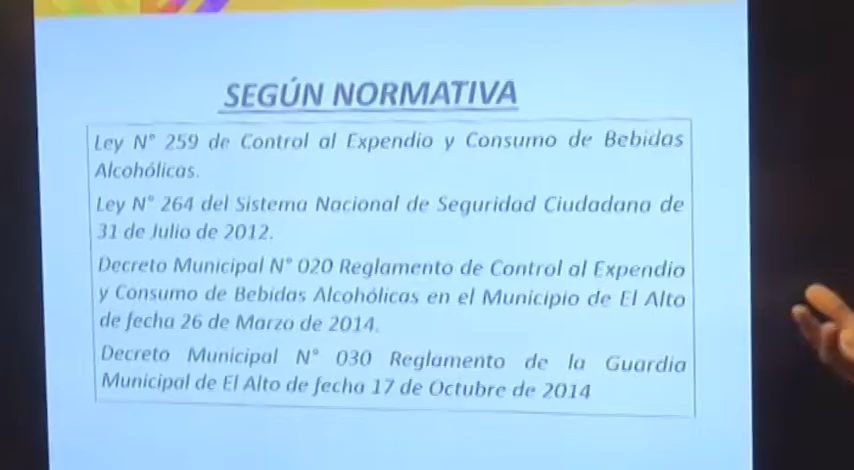 SEGÚN NORMATIVA
Ley N° 259 de Control al Expendio y Consumo de Bebidas
Alcohólicas.
Ley N° 264 del Sistema Nacional de Seguridad Ciudadana de
31 de Julio de 2012.
Decreto Municipal N° 020 Reglamento de Control al Expendio
y Consumo de Bebidas Alcohólicas en el Municipio de El Alto
de fecha 26 de Marzo de 2014.
Decreto Municipal N° 030 Reglamento de la Guardia
Municipal de El Alto de fecha 17 de Octubre de 2014